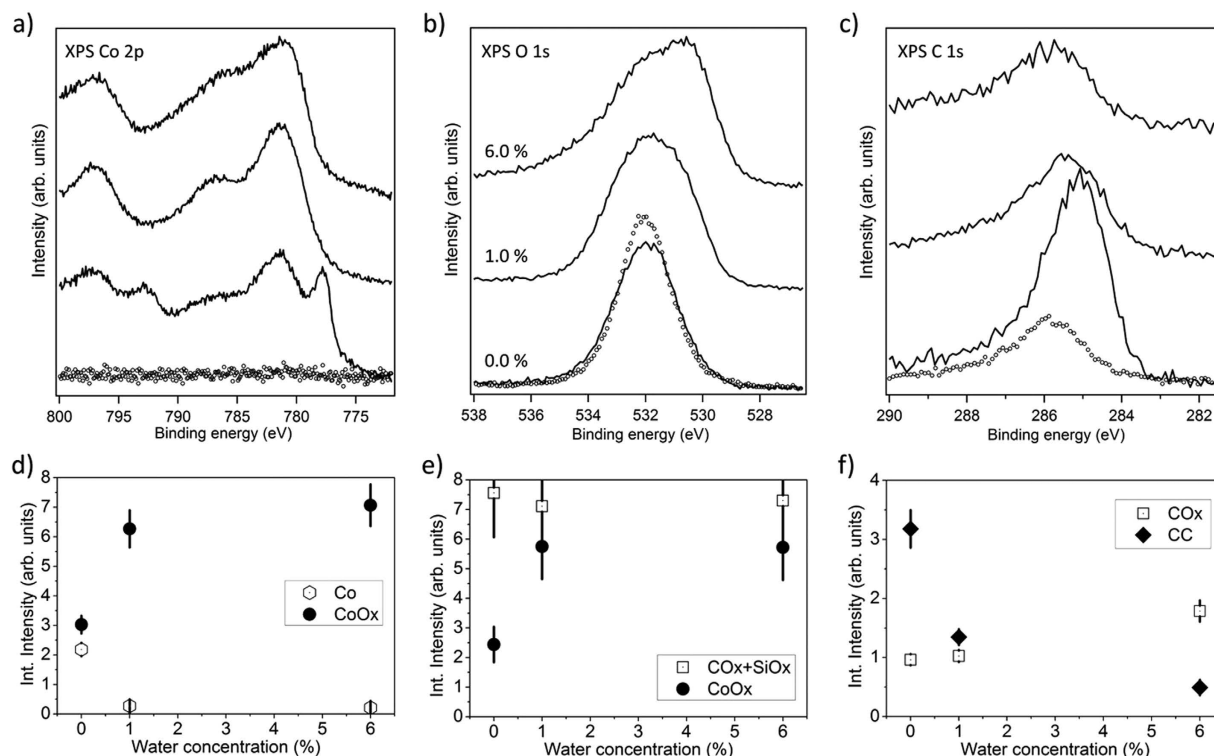 a)
XPS Co 2p
Intensity (arb. units)
800 795 790 785 780 775
Binding energy (eV)
b)
XPS O 1s
6.0 %
1.0 %
0.0 %
Intensity (arb. units)
538 536 534 532 530 528
Binding energy (eV)
c)
XPS C 1s
Intensity (arb. units)
290 288 286 284 282
Binding energy (eV)
d)
8
7
6
5
4
3
2
1
0
Int. Intensity (arb. units)
Co
CoOx
0 1 2 3 4 5 6
Water concentration (%)
e)
8
7
6
5
4
3
2
1
0
Int. Intensity (arb. units)
COx+SiOx
CoOx
0 1 2 3 4 5 6
Water concentration (%)
f)
4
3
2
1
0
Int. Intensity (arb. units)
COx
CC
0 1 2 3 4 5 6
Water concentration (%)